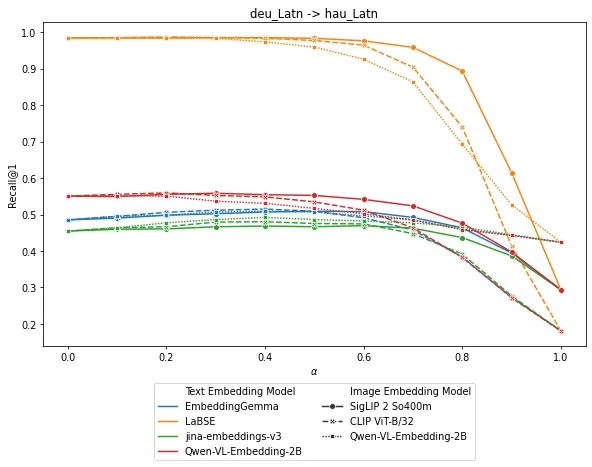 deu_Latn -> hau_Latn
Recall@1
1.0
0.9
0.8
0.7
0.6
0.5
0.4
0.3
0.2
0.0 0.2 0.4 0.6 0.8 1.0
α
Text Embedding Model
EmbeddingGemma
LaBSE
jina-embeddings-v3
Qwen-VL-Embedding-2B
Image Embedding Model
SigLIP 2 So400m
CLIP ViT-B/32
Qwen-VL-Embedding-2B